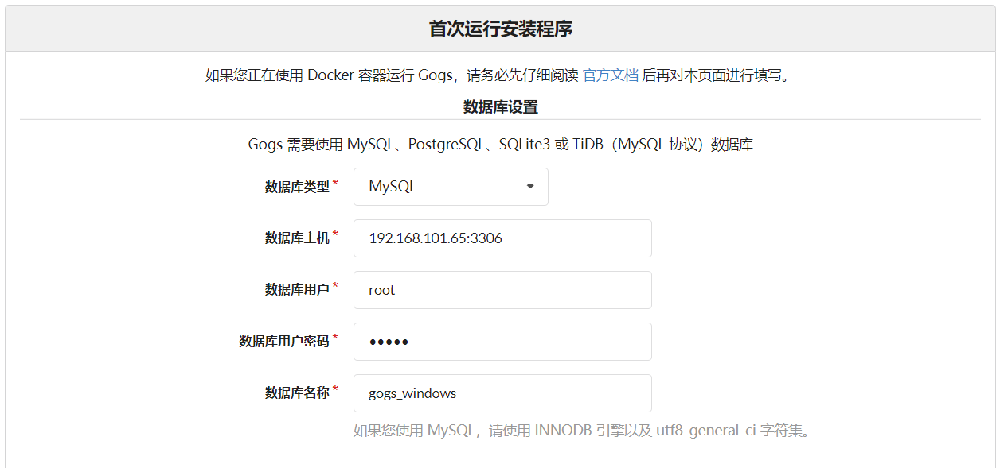 首次运行安装程序
如果您正在使用 Docker 容器运行 Gogs，请务必先仔细阅读 官方文档 后再对本页面进行填写。
数据库设置
Gogs 需要使用 MySQL、PostgreSQL、SQLite3 或 TiDB（MySQL 协议）数据库
数据库类型* MySQL
数据库主机* 192.168.101.65:3306
数据库用户* root
数据库用户密码* •••••
数据库名称* gogs_windows
如果您使用 MySQL，请使用 INNODB 引擎以及 utf8_general_ci 字符集。